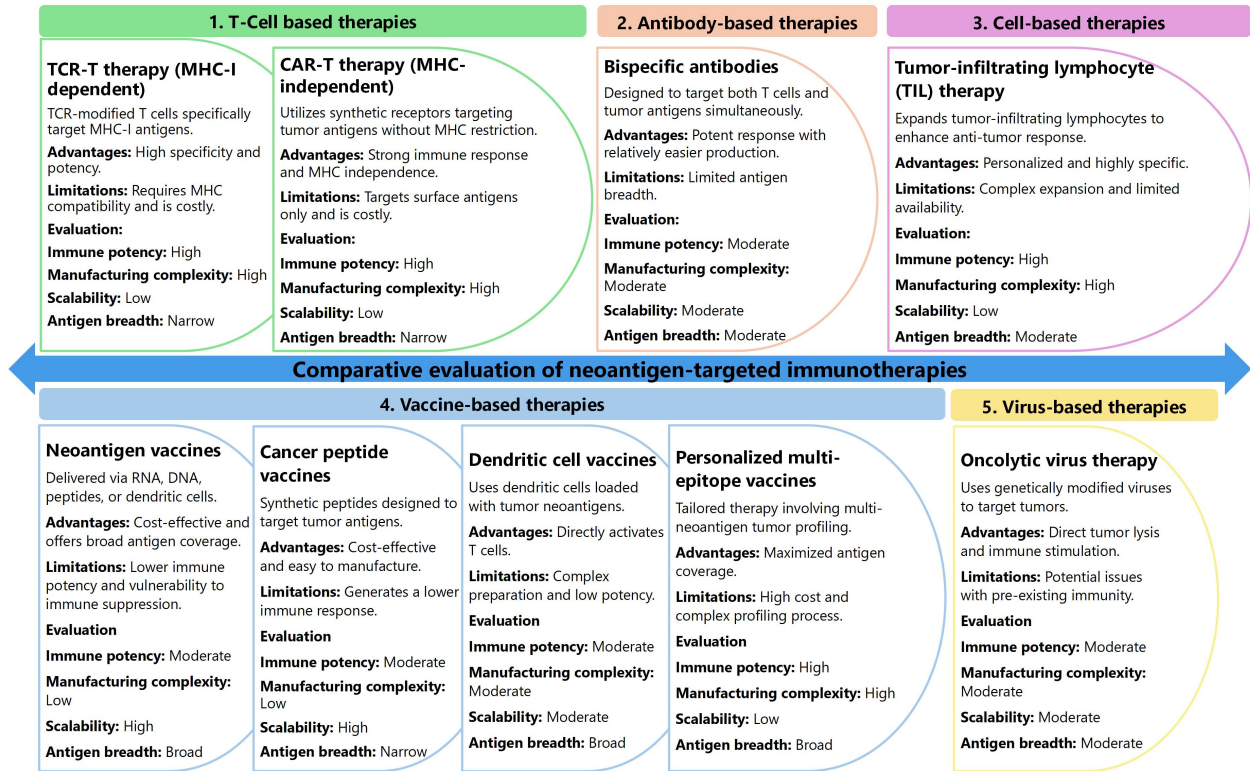 1. T-Cell based therapies
TCR-T therapy (MHC-I
dependent)
TCR-modified T cells specifically
target MHC-I antigens.
Advantages: High specificity and
potency.
Limitations: Requires MHC
compatibility and is costly.
Evaluation:
Immune potency: High
Manufacturing complexity: High
Scalability: Low
Antigen breadth: Narrow
CAR-T therapy (MHC-
independent)
Utilizes synthetic receptors targeting
tumor antigens without MHC restriction.
Advantages: Strong immune response
and MHC independence.
Limitations: Targets surface antigens
only and is costly.
Evaluation:
Immune potency: High
Manufacturing complexity: High
Scalability: Low
Antigen breadth: Narrow
2. Antibody-based therapies
Bispecific antibodies
Designed to target both T cells and
tumor antigens simultaneously.
Advantages: Potent response with
relatively easier production.
Limitations: Limited antigen
breadth.
Evaluation:
Immune potency: Moderate
Manufacturing complexity:
Moderate
Scalability: Moderate
Antigen breadth: Moderate
3. Cell-based therapies
Tumor-infiltrating lymphocyte
(TIL) therapy
Expands tumor-infiltrating lymphocytes to
enhance anti-tumor response.
Advantages: Personalized and highly specific.
Limitations: Complex expansion and limited
availability.
Evaluation:
Immune potency: High
Manufacturing complexity: High
Scalability: Low
Antigen breadth: Moderate
Comparative evaluation of neoantigen-targeted immunotherapies
4. Vaccine-based therapies
Neoantigen vaccines
Delivered via RNA, DNA,
peptides, or dendritic cells.
Advantages: Cost-effective and
offers broad antigen coverage.
Limitations: Lower immune
potency and vulnerability to
immune suppression.
Evaluation
Immune potency: Moderate
Manufacturing complexity:
Low
Scalability: High
Antigen breadth: Broad
Cancer peptide
vaccines
Synthetic peptides designed to
target tumor antigens.
Advantages: Cost-effective
and easy to manufacture.
Limitations: Generates a lower
immune response.
Evaluation
Immune potency: Moderate
Manufacturing complexity:
Low
Scalability: High
Antigen breadth: Narrow
Dendritic cell vaccines
Uses dendritic cells loaded
with tumor neoantigens.
Advantages: Directly activates
T cells.
Limitations: Complex
preparation and low potency.
Evaluation
Immune potency: Moderate
Manufacturing complexity:
Moderate
Scalability: Moderate
Antigen breadth: Broad
Personalized multi-
epitope vaccines
Tailored therapy involving multi-
neoantigen tumor profiling.
Advantages: Maximized antigen
coverage.
Limitations: High cost and
complex profiling process.
Evaluation
Immune potency: High
Manufacturing complexity: High
Scalability: Low
Antigen breadth: Broad
5. Virus-based therapies
Oncolytic virus therapy
Uses genetically modified viruses
to target tumors.
Advantages: Direct tumor lysis
and immune stimulation.
Limitations: Potential issues
with pre-existing immunity.
Evaluation
Immune potency: Moderate
Manufacturing complexity:
Moderate
Scalability: Moderate
Antigen breadth: Moderate